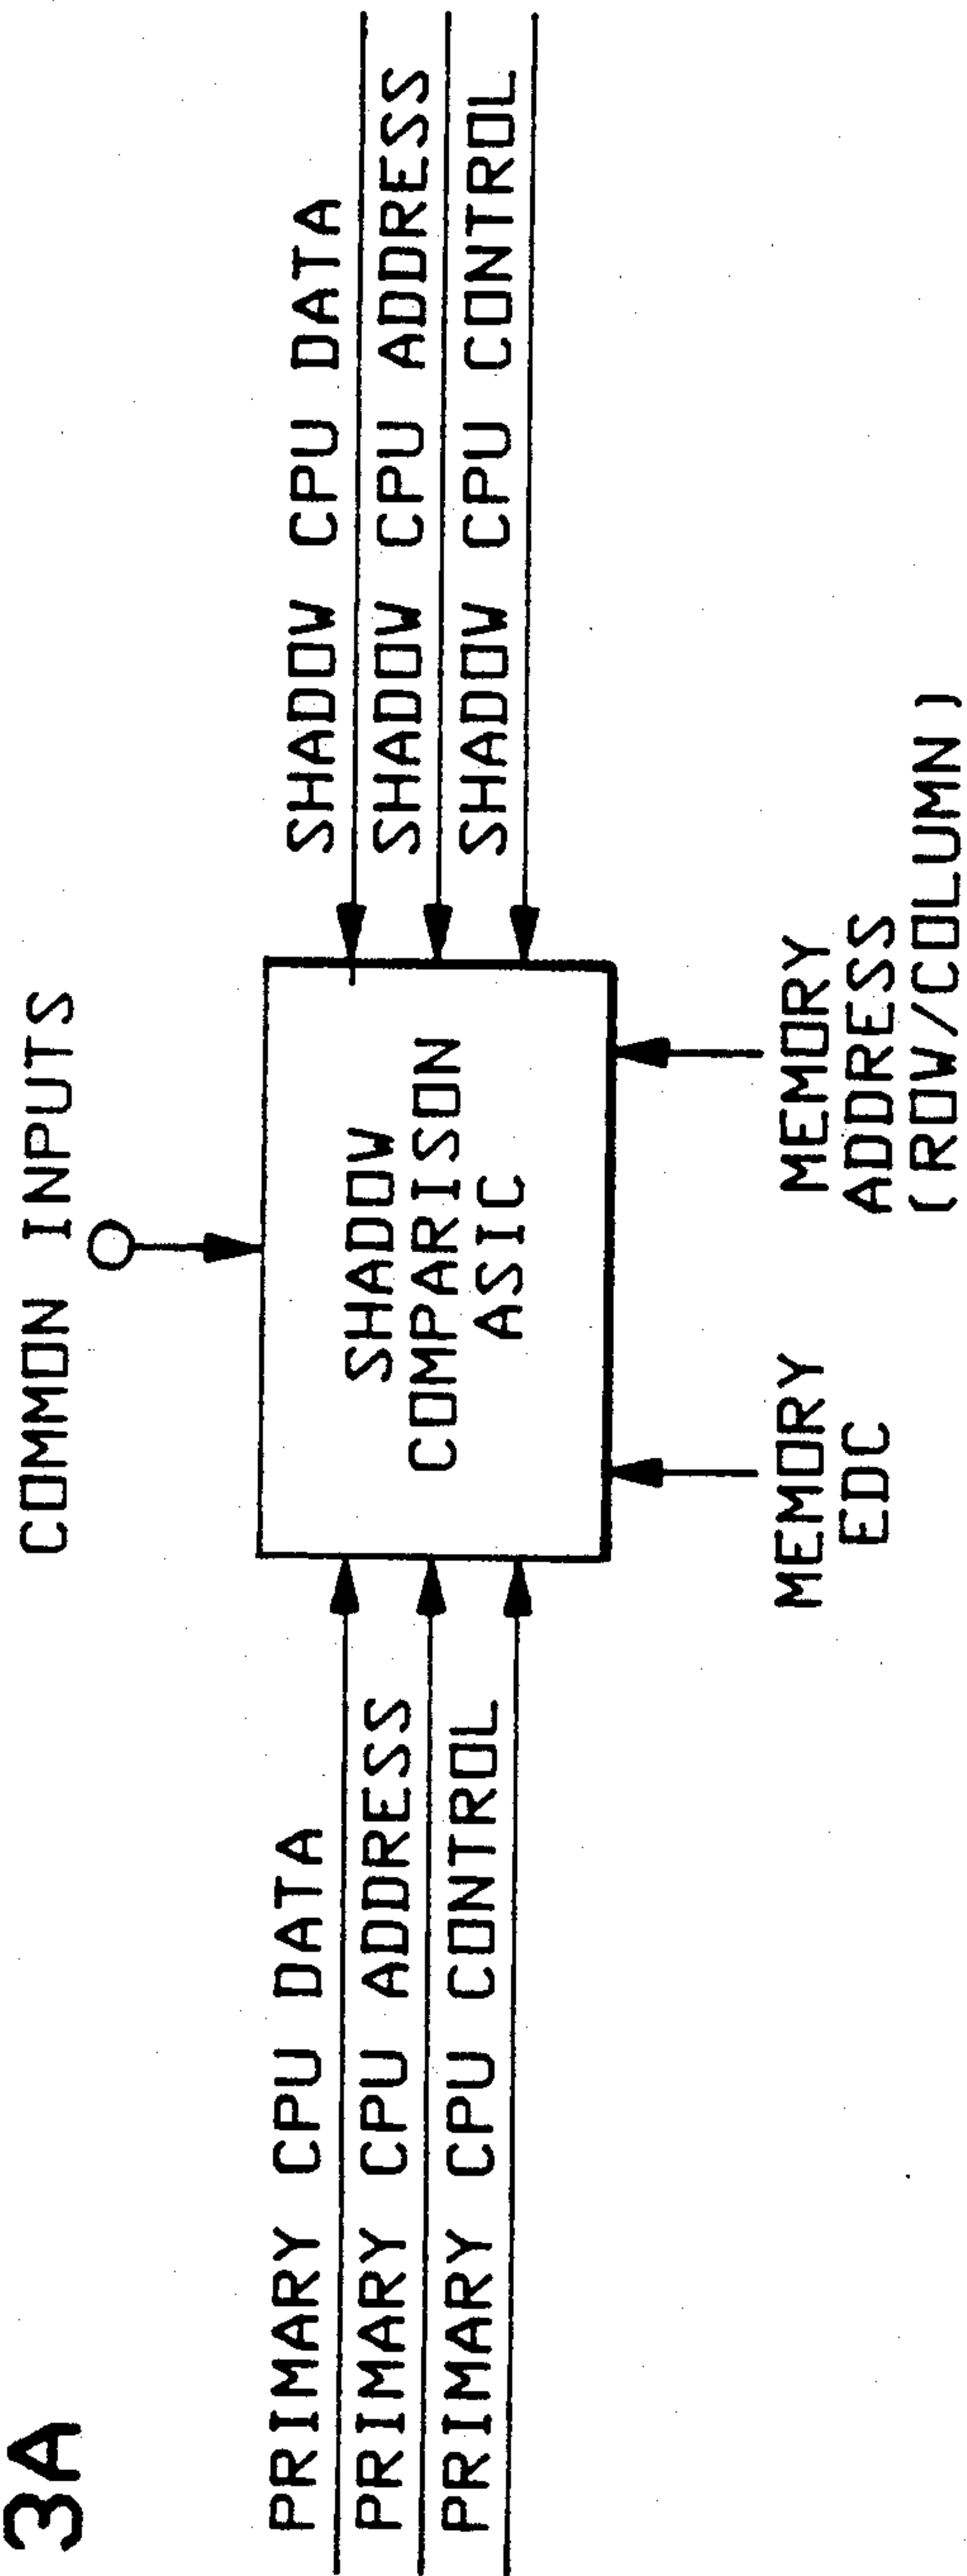 3A
COMMON INPUTS
PRIMARY CPU DATA
PRIMARY CPU ADDRESS
PRIMARY CPU CONTROL
SHADOW
COMPARISON
ASIC
SHADOW CPU DATA
SHADOW CPU ADDRESS
SHADOW CPU CONTROL
MEMORY
EDC
MEMORY
ADDRESS
(ROW/COLUMN)